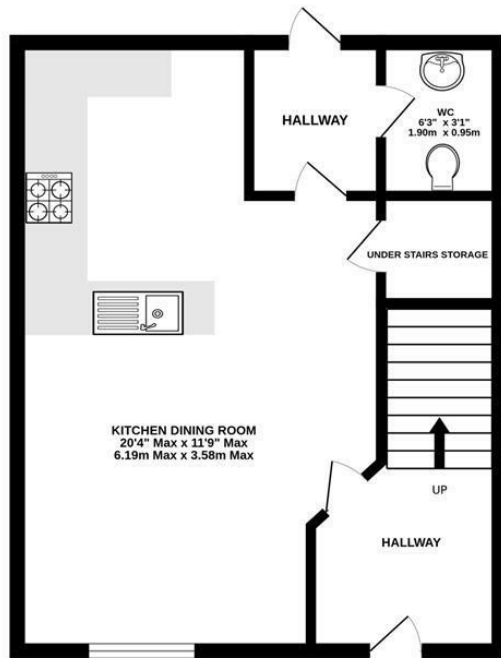 HALLWAY
WC
6'3" x 3'1"
1.90m x 0.95m
UNDER STAIRS STORAGE
KITCHEN DINING ROOM
20'4" Max x 11'9" Max
6.19m Max x 3.58m Max
UP
HALLWAY